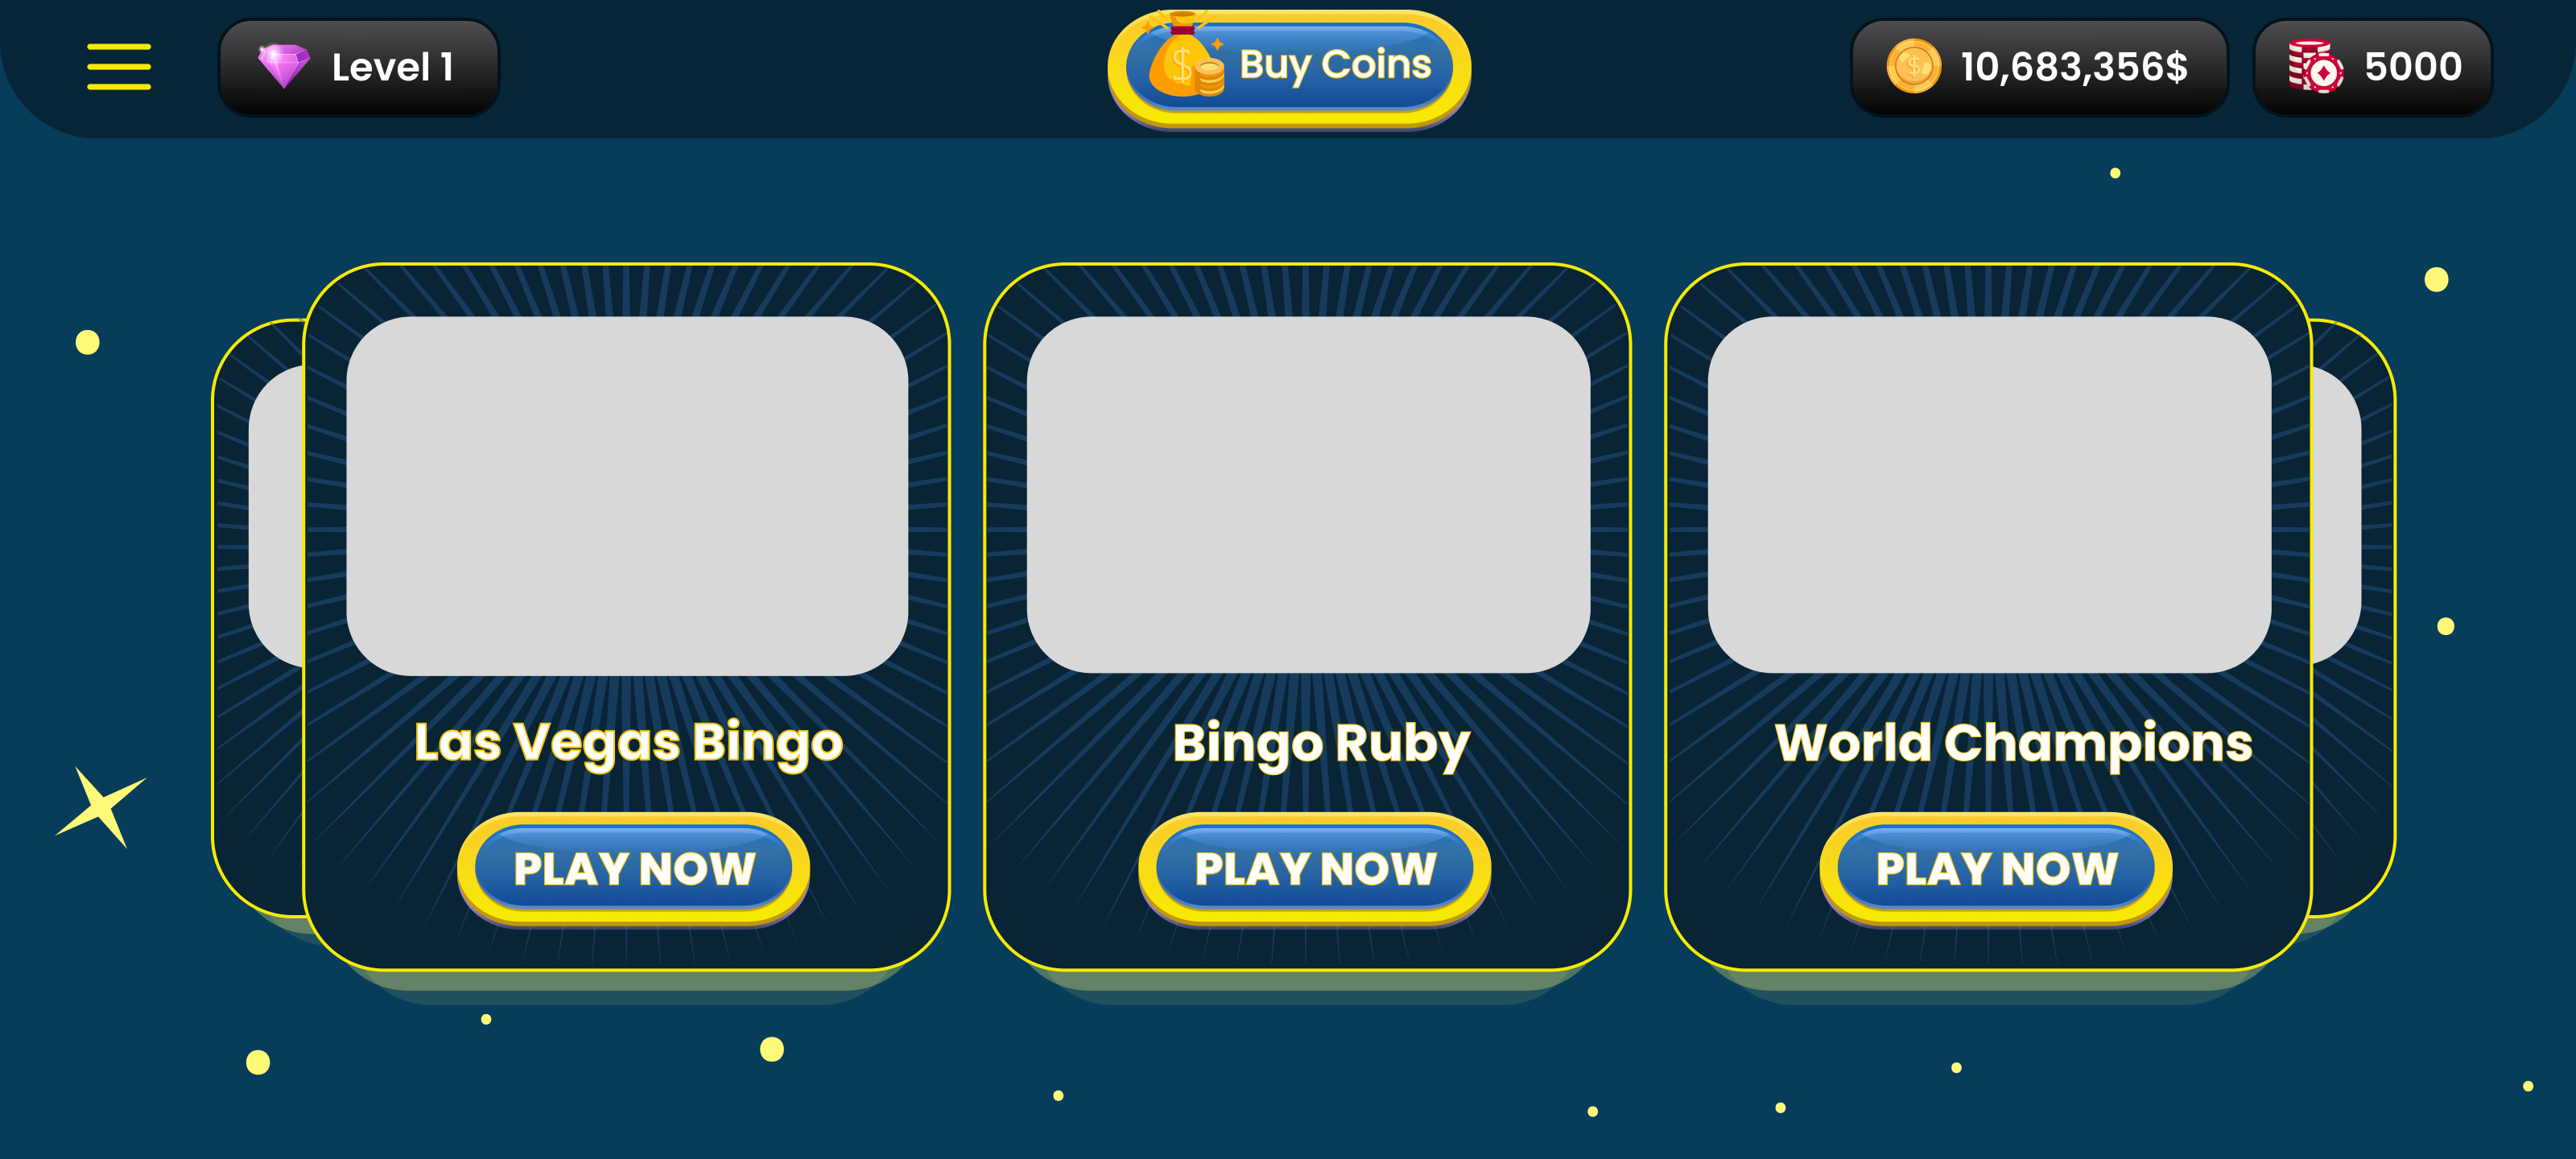 Level 1
Buy Coins
10,683,356$
5000
Las Vegas Bingo
Bingo Ruby
World Champions
PLAY NOW
PLAY NOW
PLAY NOW